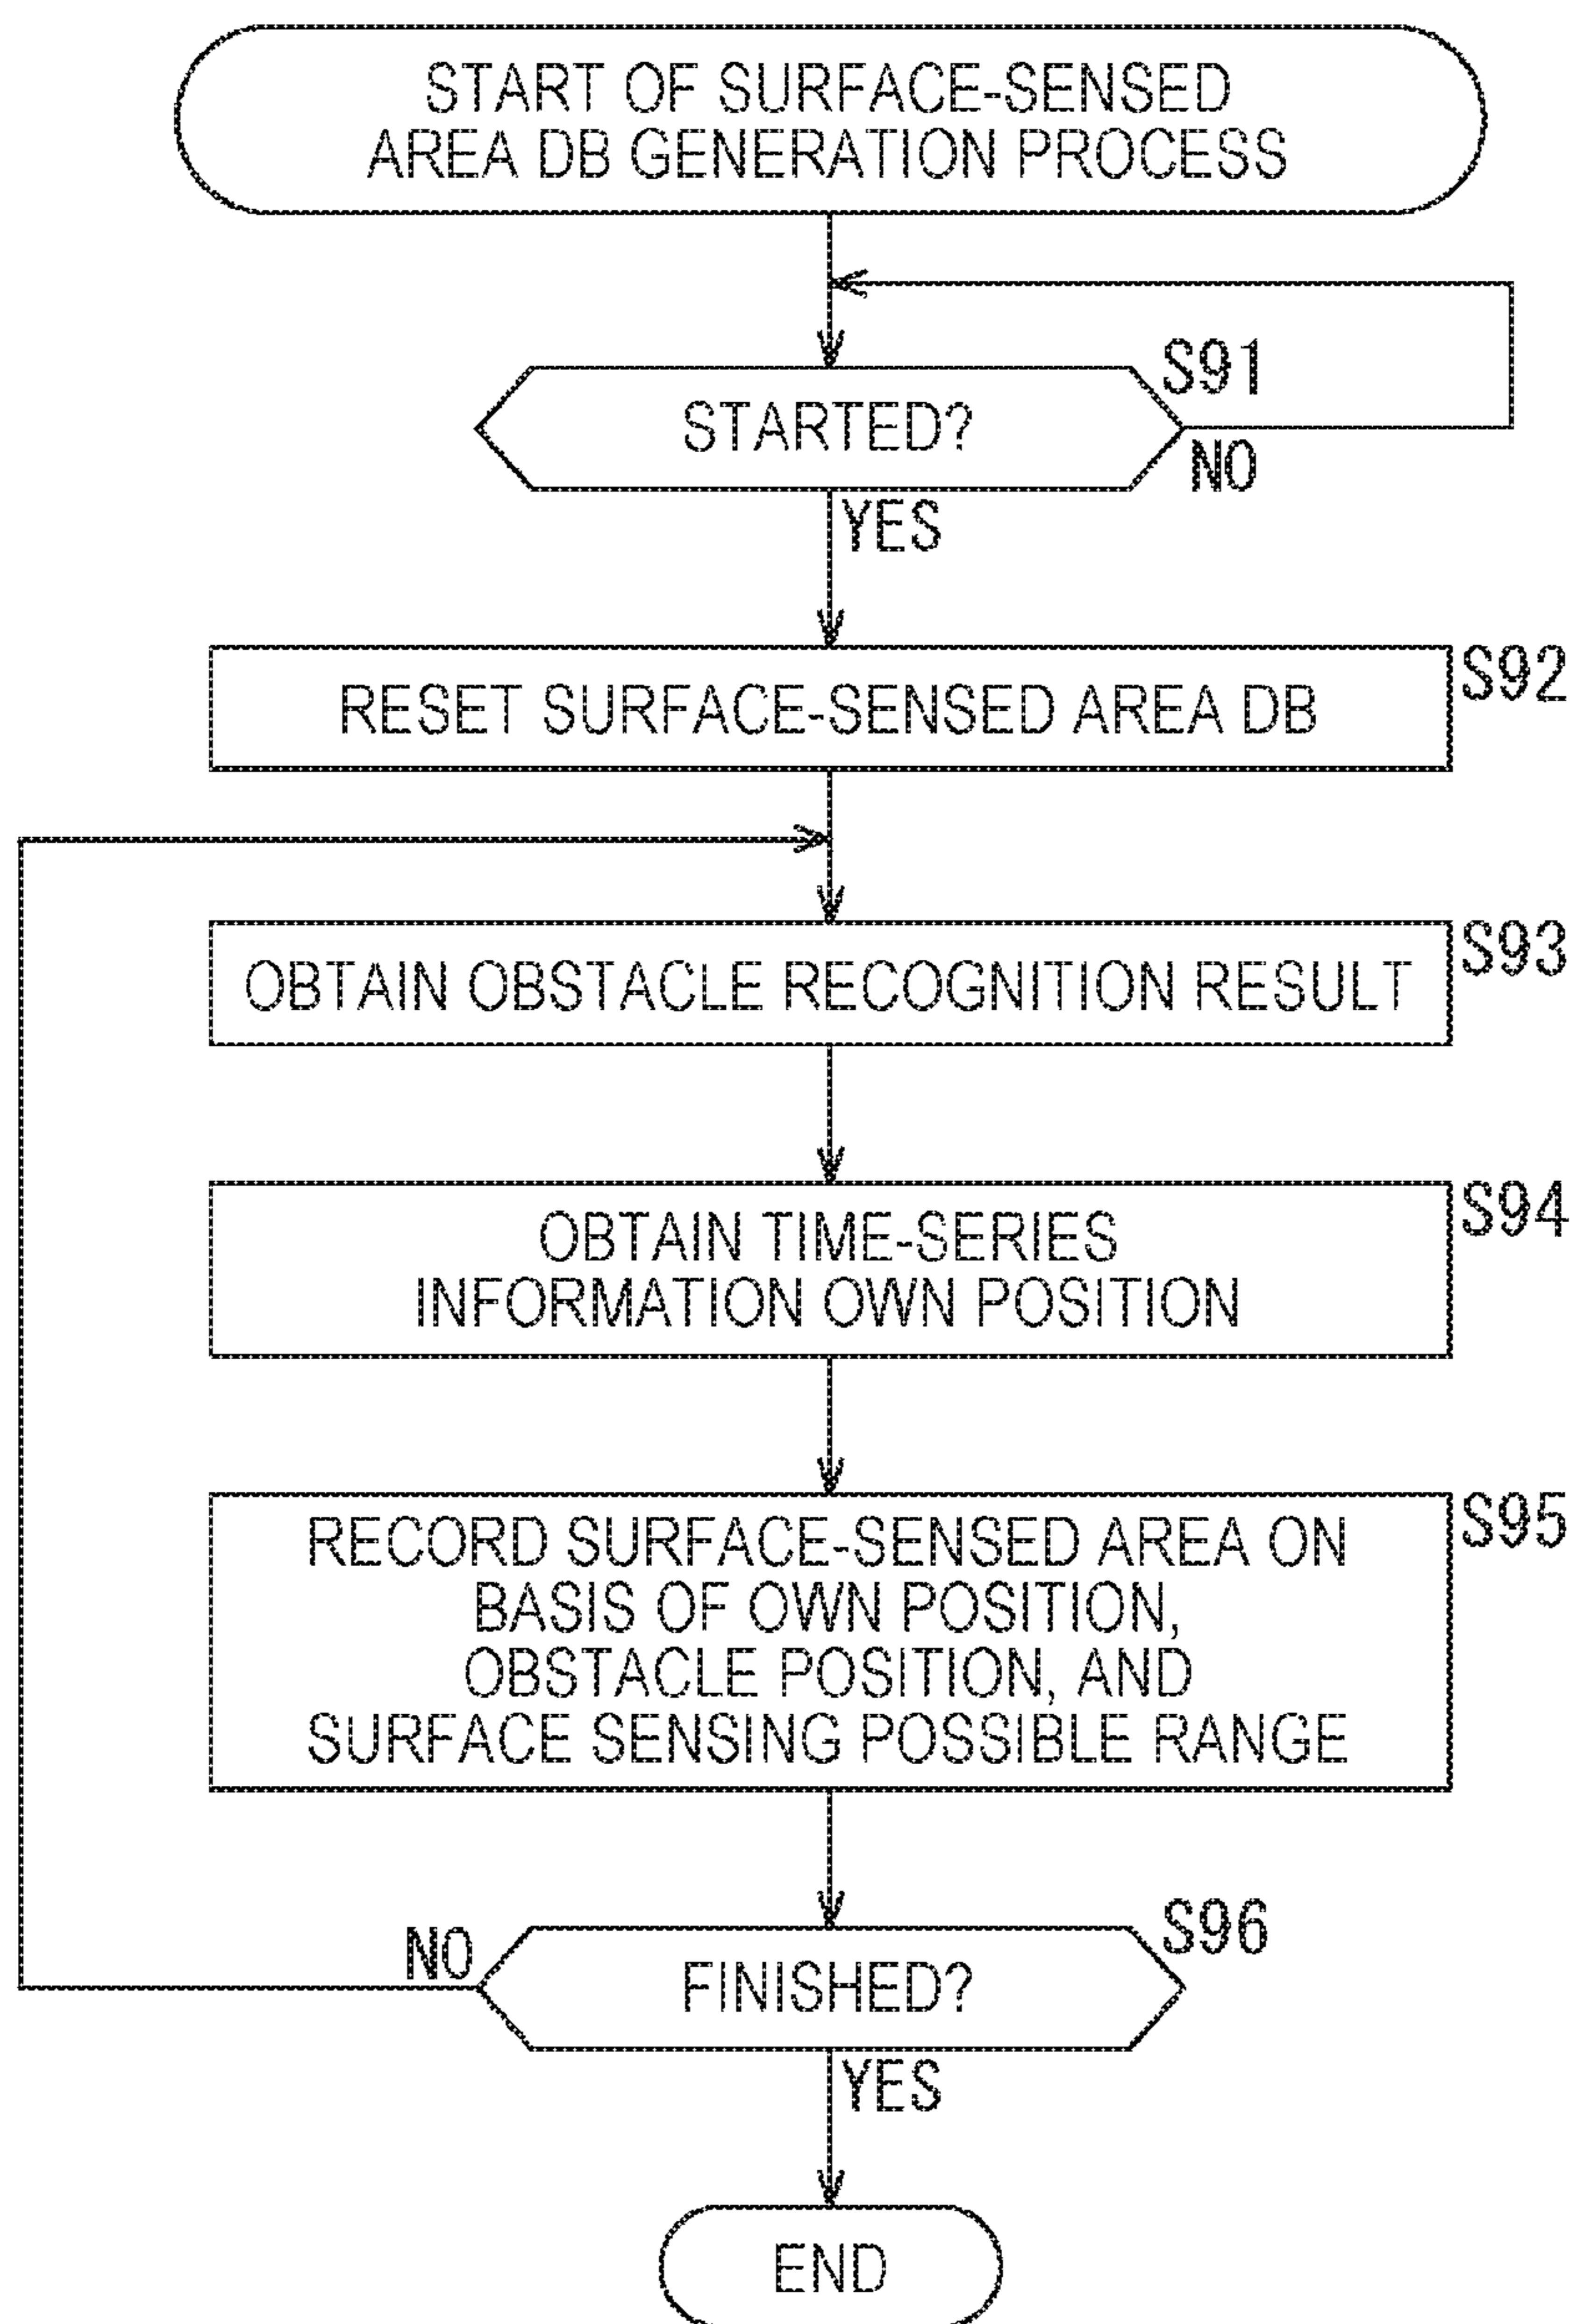 START OF SURFACE-SENSED
AREA DB GENERATION PROCESS
S91
STARTED?
NO
YES
S92
RESET SURFACE-SENSED AREA DB
S93
OBTAIN OBSTACLE RECOGNITION RESULT
S94
OBTAIN TIME-SERIES
INFORMATION OWN POSITION
S95
RECORD SURFACE-SENSED AREA ON
BASIS OF OWN POSITION,
OBSTACLE POSITION, AND
SURFACE SENSING POSSIBLE RANGE
S96
NO
FINISHED?
YES
END